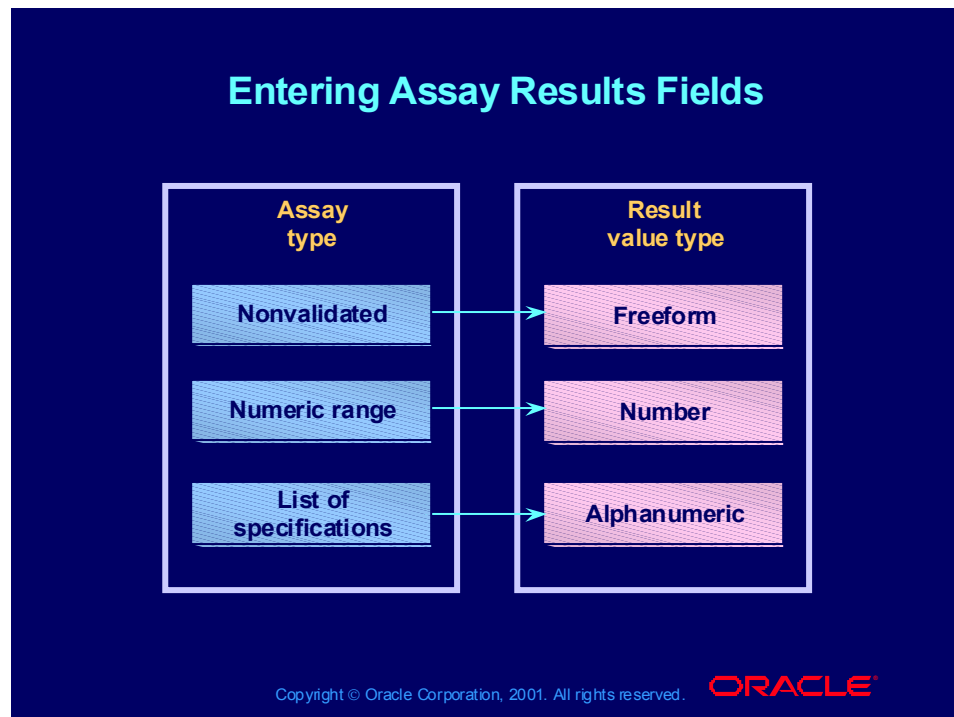 Entering Assay Results Fields
Assay
type
Result
value type
Nonvalidated
Freeform
Numeric range
Number
List of
specifications
Alphanumeric
Copyright © Oracle Corporation, 2001. All rights reserved.
ORACLE®